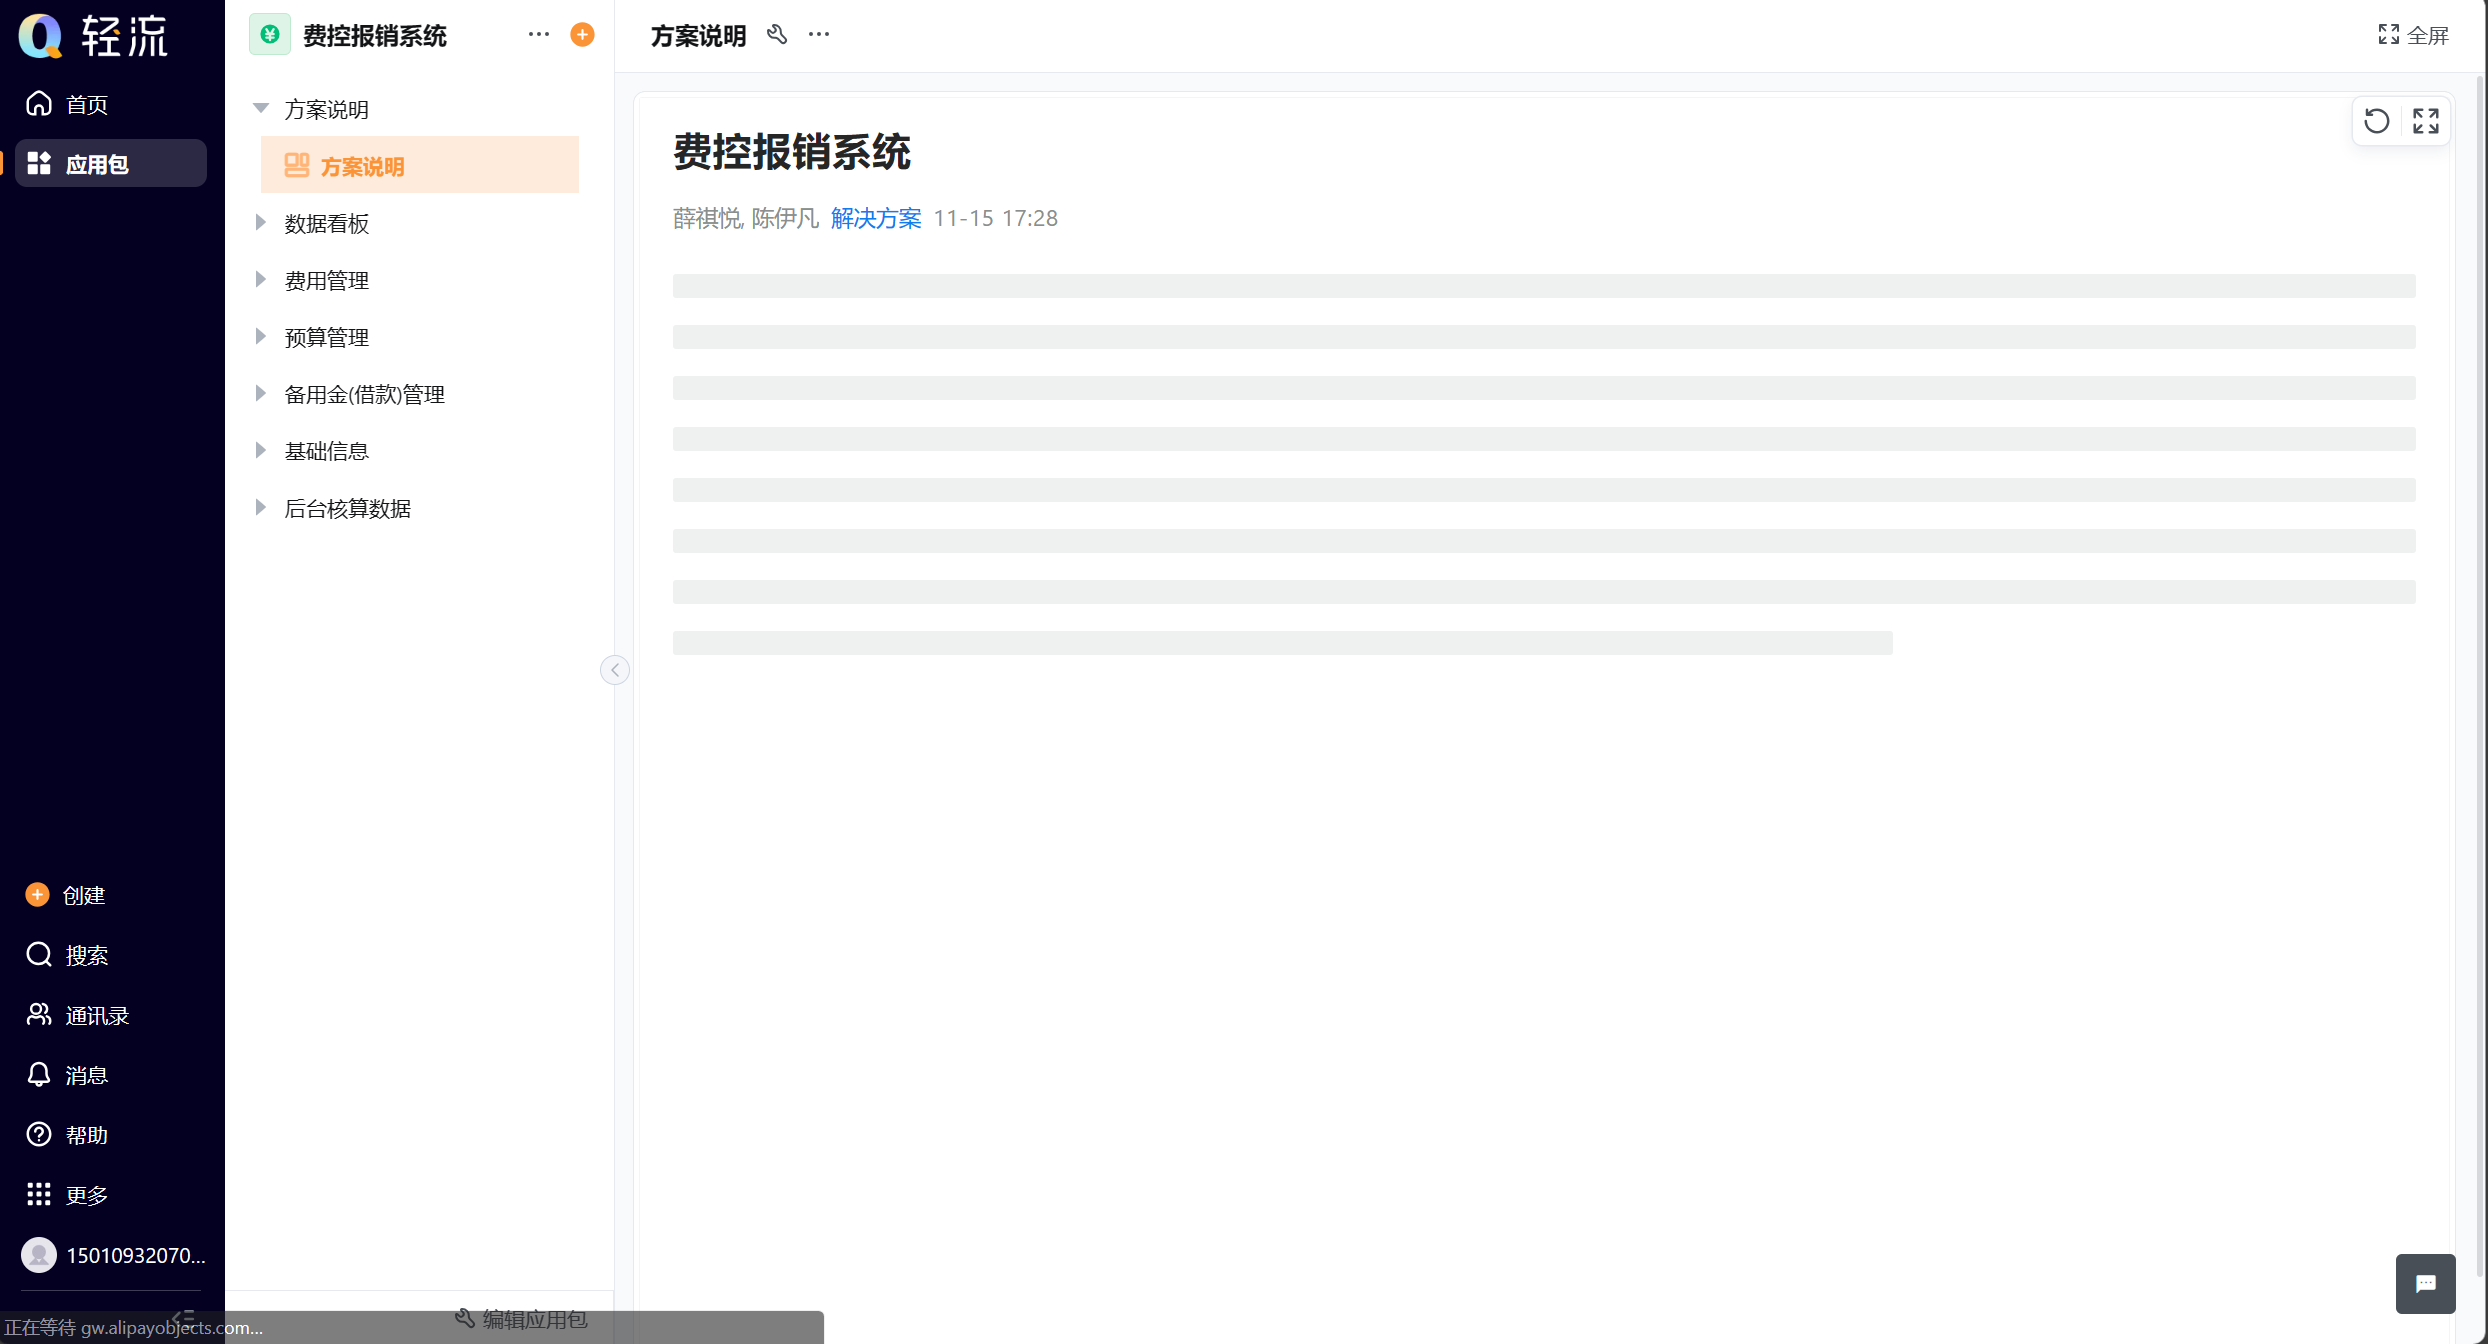 轻流
首页
应用包
创建
搜索
通讯录
消息
帮助
更多
15010932070...
正在等待 gw.alipayobjects.com...
费控报销系统
方案说明
方案说明
数据看板
费用管理
预算管理
备用金(借款)管理
基础信息
后台核算数据
编辑应用包
方案说明
全屏
费控报销系统
薛祺悦, 陈伊凡 解决方案 11-15 17:28